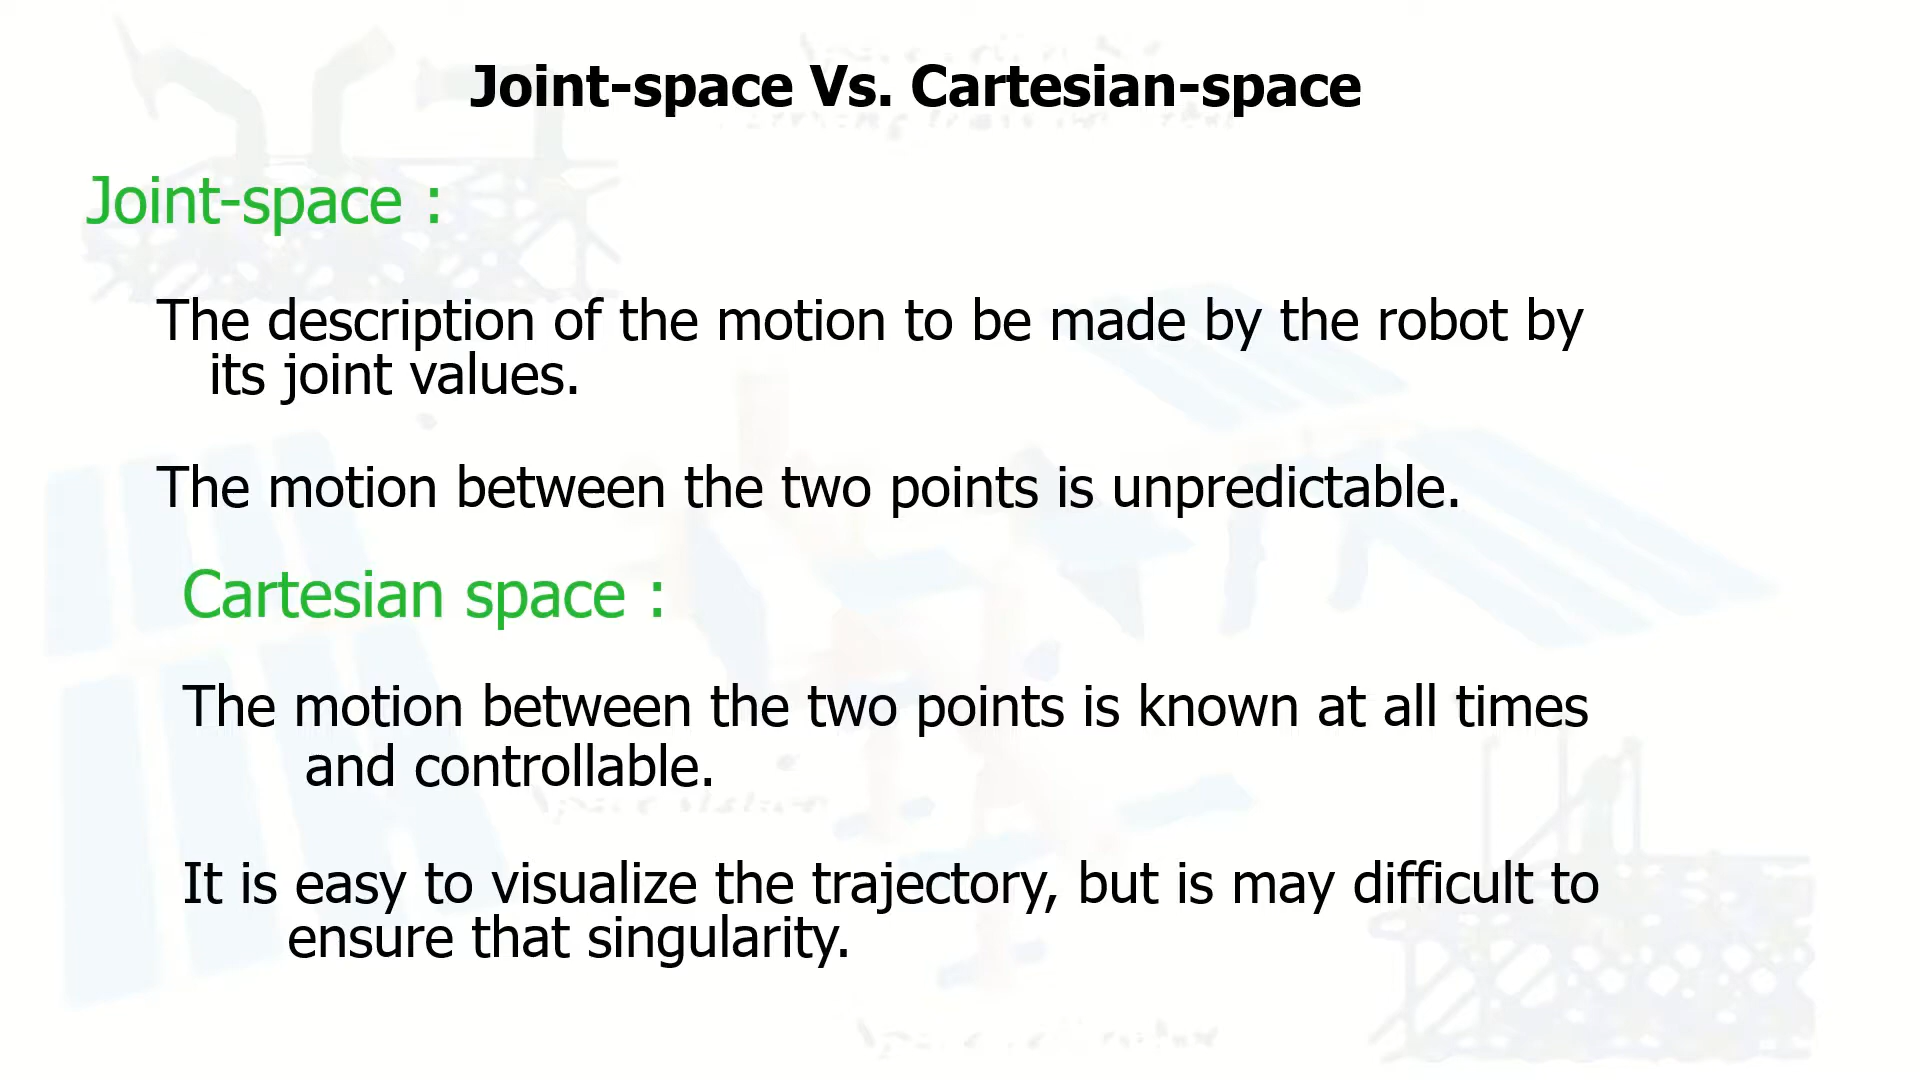 Joint-space Vs. Cartesian-space
Joint-space :
The description of the motion to be made by the robot by
its joint values.
The motion between the two points is unpredictable.
Cartesian space :
The motion between the two points is known at all times
and controllable.
It is easy to visualize the trajectory, but is may difficult to
ensure that singularity.